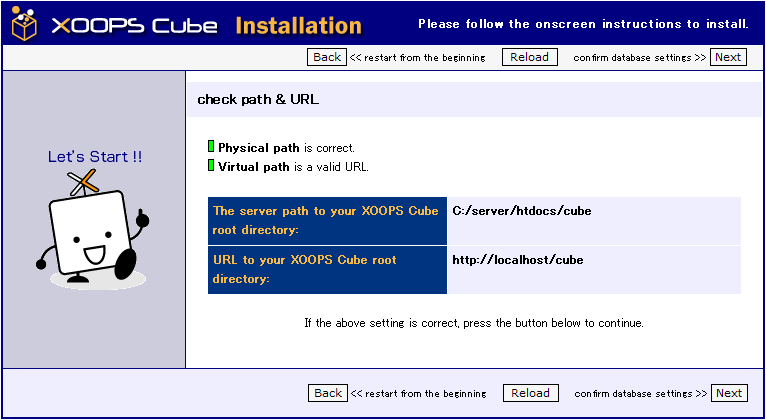 XOOPS Cube Installation Please follow the onscreen instructions to install.
Back << restart from the beginning Reload confirm database settings >> Next
check path & URL
Let's Start !!
Physical path is correct.
Virtual path is a valid URL.
The server path to your XOOPS Cube
root directory:
C:/server/htdocs/cube
URL to your XOOPS Cube root
directory:
http://localhost/cube
If the above setting is correct, press the button below to continue.
Back << restart from the beginning Reload confirm database settings >> Next